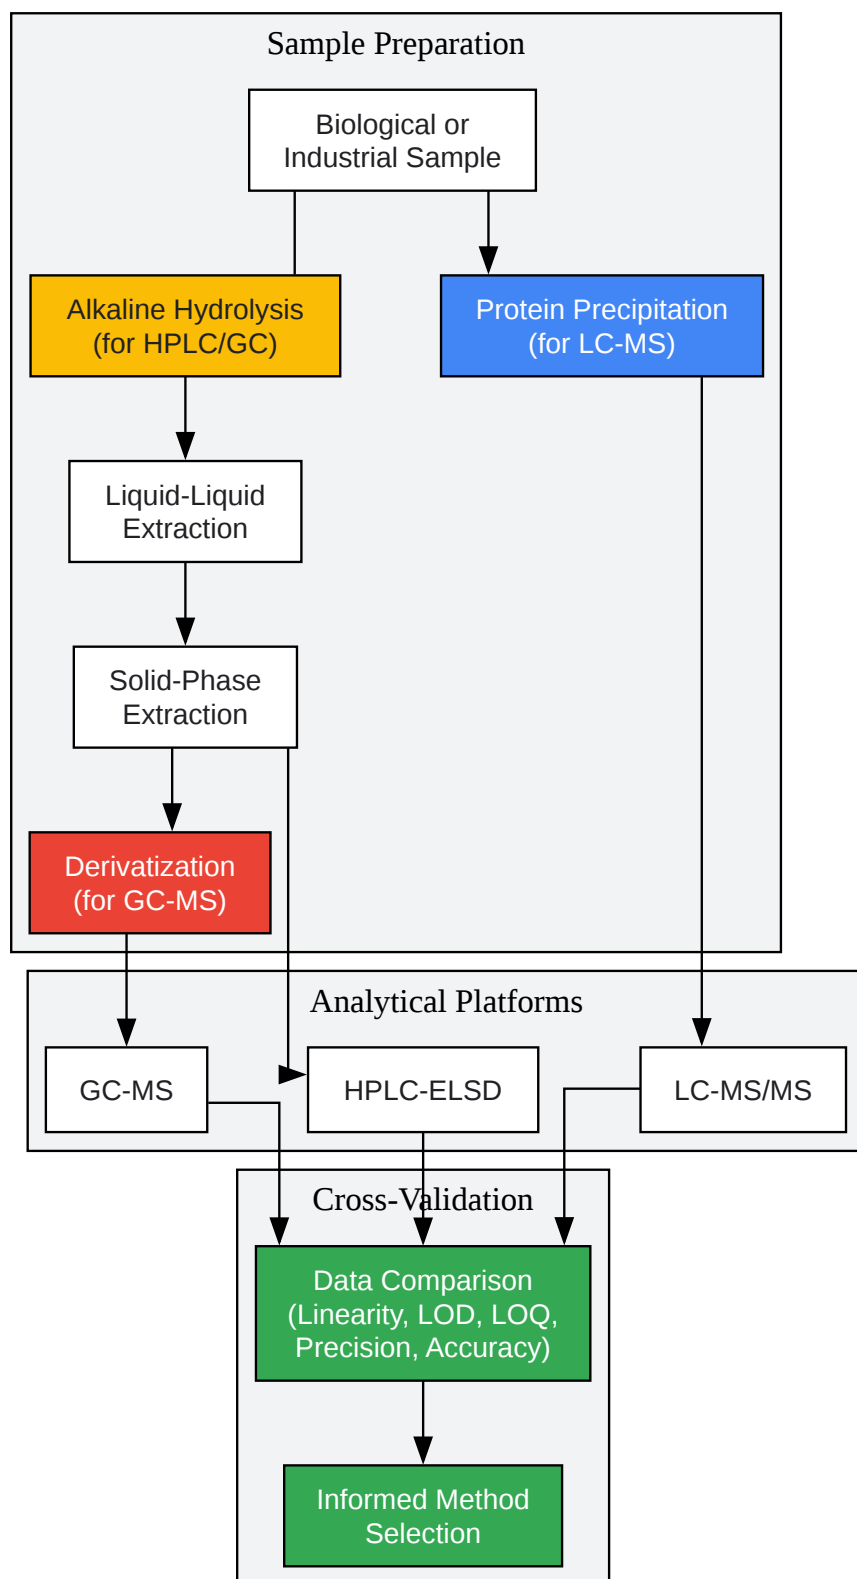 Sample Preparation
Biological or
Industrial Sample
Alkaline Hydrolysis
(for HPLC/GC)
Protein Precipitation
(for LC-MS)
Liquid-Liquid
Extraction
Solid-Phase
Extraction
Derivatization
(for GC-MS)
Analytical Platforms
GC-MS
HPLC-ELSD
LC-MS/MS
Cross-Validation
Data Comparison
(Linearity, LOD, LOQ,
Precision, Accuracy)
Informed Method
Selection